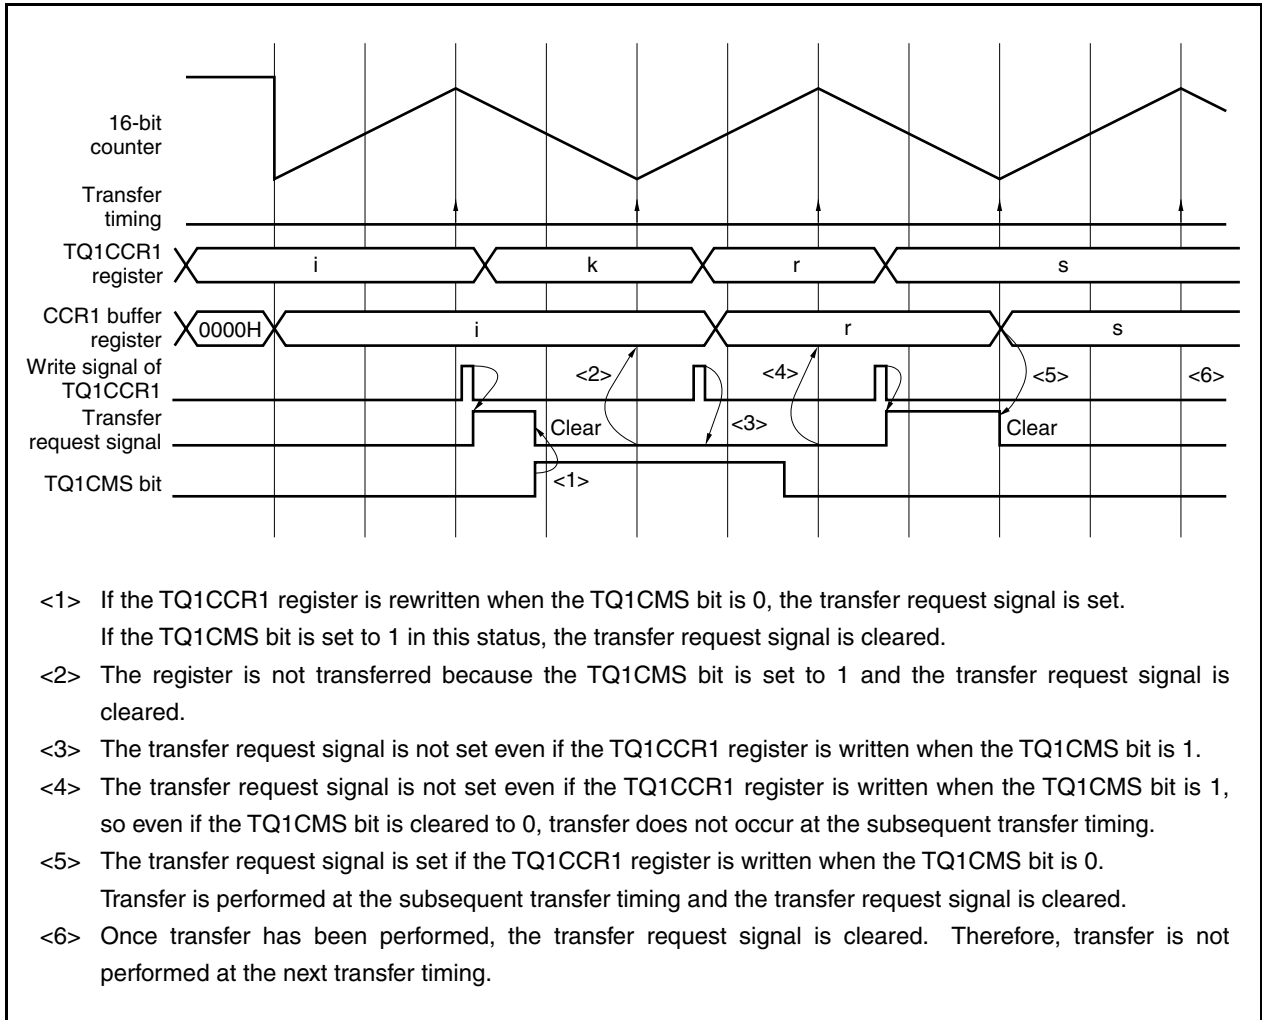 16-bit
counter
Transfer
timing
TQ1CCR1
register
i k r s
CCR1 buffer
register
0000H i r s
Write signal of
TQ1CCR1
<2> <4> <5> <6>
Transfer
request signal
Clear <3> Clear
TQ1CMS bit
<1>
<1> If the TQ1CCR1 register is rewritten when the TQ1CMS bit is 0, the transfer request signal is set.
If the TQ1CMS bit is set to 1 in this status, the transfer request signal is cleared.
<2> The register is not transferred because the TQ1CMS bit is set to 1 and the transfer request signal is
cleared.
<3> The transfer request signal is not set even if the TQ1CCR1 register is written when the TQ1CMS bit is 1.
<4> The transfer request signal is not set even if the TQ1CCR1 register is written when the TQ1CMS bit is 1,
so even if the TQ1CMS bit is cleared to 0, transfer does not occur at the subsequent transfer timing.
<5> The transfer request signal is set if the TQ1CCR1 register is written when the TQ1CMS bit is 0.
Transfer is performed at the subsequent transfer timing and the transfer request signal is cleared.
<6> Once transfer has been performed, the transfer request signal is cleared. Therefore, transfer is not
performed at the next transfer timing.